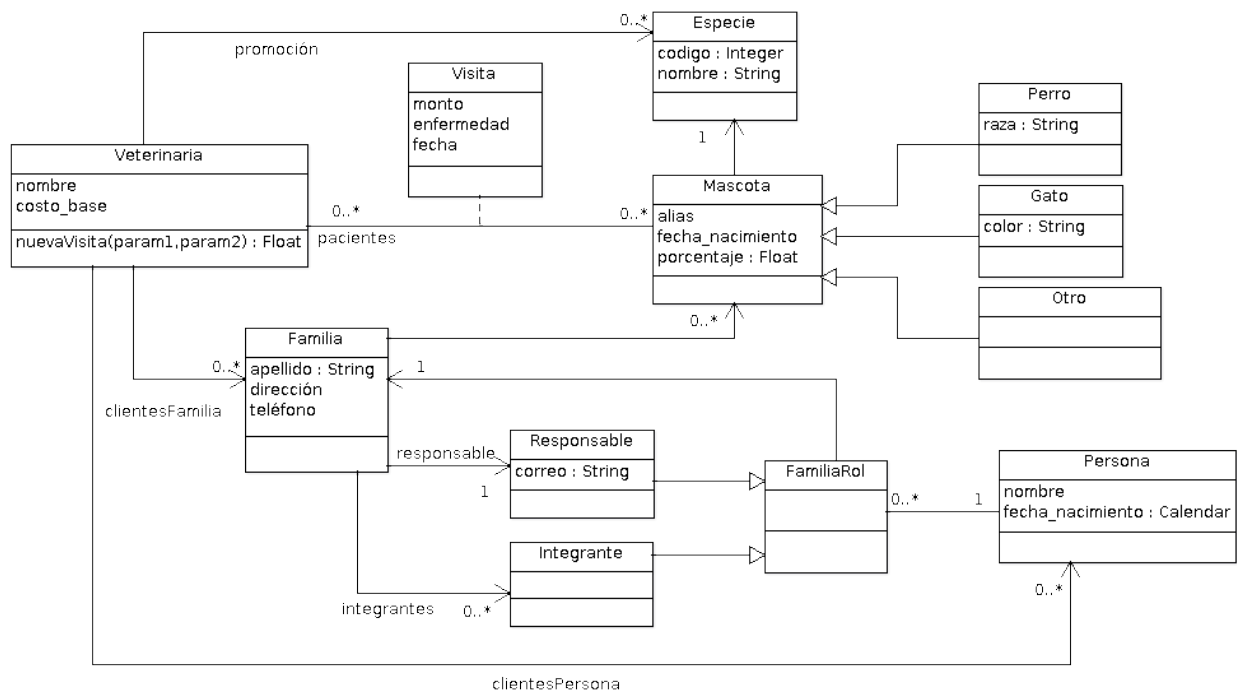 0..*
Especie
codigo : Integer
nombre : String
promoción
Visita
monto
enfermedad
fecha
Perro
raza : String
1
Veterinaria
nombre
costo_base
nuevaVisita(param1,param2) : Float
0..*
pacientes
0..*
Mascota
alias
fecha_nacimiento
porcentaje : Float
Gato
color : String
Otro
0..*
Familia
apellido : String
dirección
teléfono
0..*
clientesFamilia
1
responsable
1
Responsable
correo : String
FamiliaRol
0..*
1
Persona
nombre
fecha_nacimiento : Calendar
Integrante
integrantes
0..*
0..*
clientesPersona